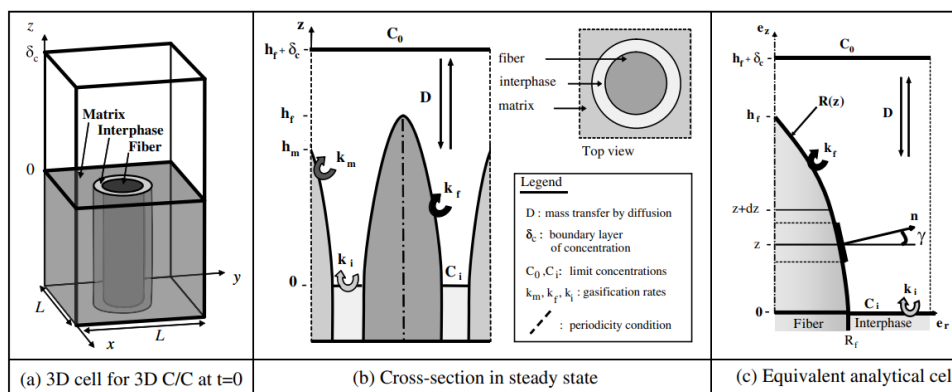 z
δc
Matrix
Interphase
Fiber
0
y
L
x
L
(a) 3D cell for 3D C/C at t=0
z
C₀
hf + δc
D
hf
hm
km
kf
ki
Ci
0
fiber
interphase
matrix
Top view
Legend
D : mass transfer by diffusion
δc : boundary layer
of concentration
C₀ ,Ci : limit concentrations
km, kf, ki : gasification rates
: periodicity condition
(b) Cross-section in steady state
ez
C₀
hf + δc
D
hf
R(z)
kf
z+dz
n
z
γ
ki
Ci
0
Fiber
Interphase
er
Rf
(c) Equivalent analytical cel